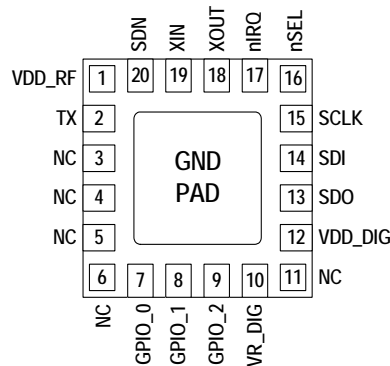 SDN
XIN
XOUT
nIRQ
nSEL
20
19
18
17
16
VDD_RF 1
TX 2
NC 3
NC 4
NC 5
6
NC
GND
PAD
15 SCLK
14 SDI
13 SDO
12 VDD_DIG
11 NC
7
8
9
10
GPIO_0
GPIO_1
GPIO_2
VR_DIG